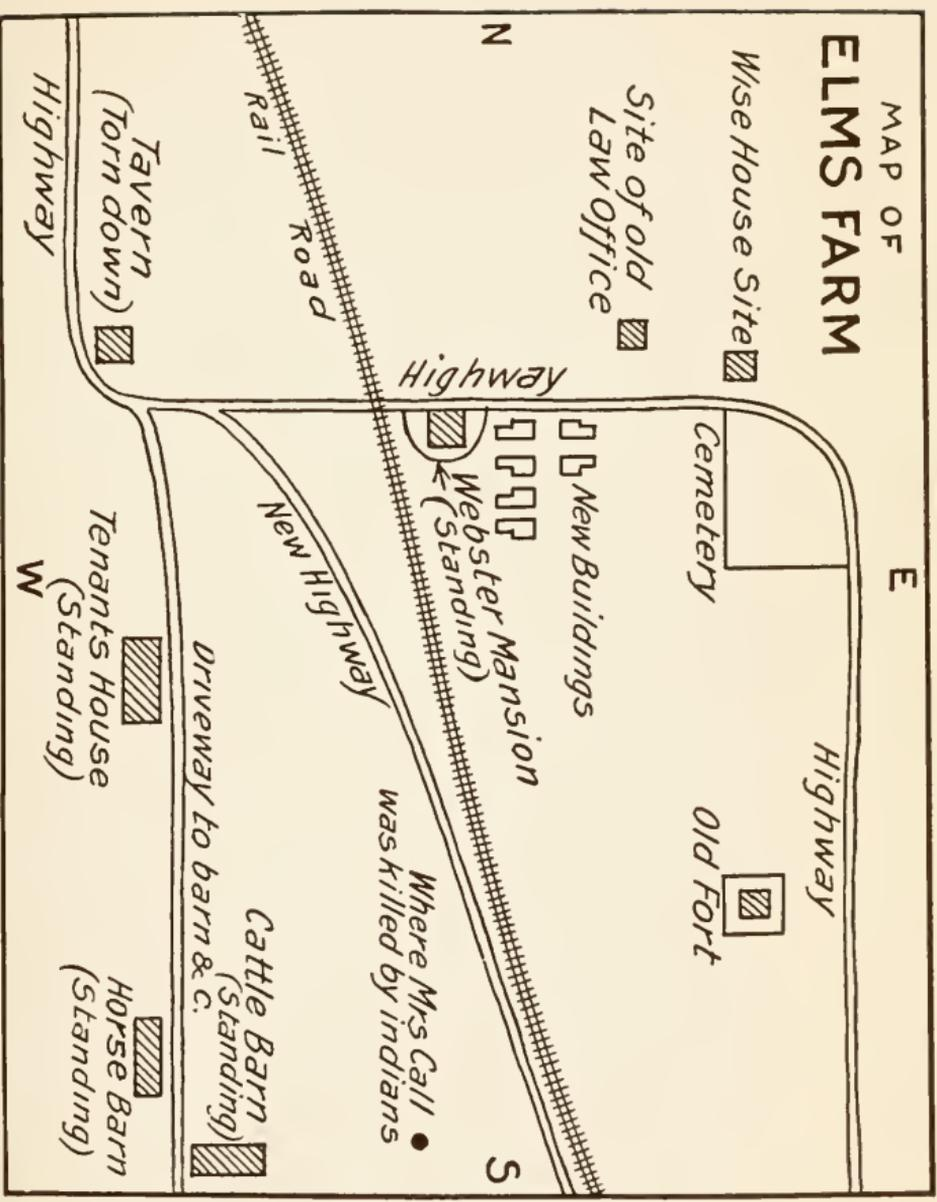 MAP OF
ELMS FARM
E
Wise House Site
Cemetery
Highway
Old Fort
Site of old
Law Office
New Buildings
Highway
Webster Mansion
(Standing)
N
S
Rail Road
New Highway
Where Mrs Call
was killed by indians
Cattle Barn
(Standing)
Driveway to barn & C.
Tavern
(Torn down)
Highway
Tenants House
(Standing)
Horse Barn
(Standing)
W